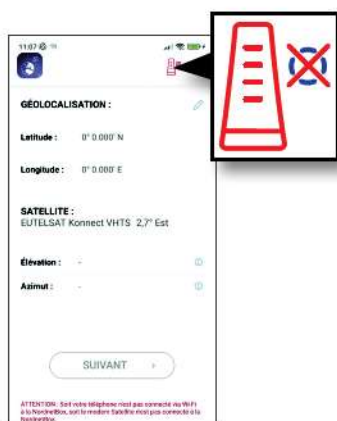 11:07
GÉOLOCALISATION :
Latitude : 0° 0.000' N
Longitude : 0° 0.000' E
SATELLITE :
EUTELSAT Konnect VHTS 2,7° Est
Élévation : -
Azimut : -
SUIVANT
ATTENTION: Soit votre téléphone n'est pas connecté via Wi-Fi
à la NordnetBox, soit le modem Satellite n'est pas connecté à la
NordnetBox.